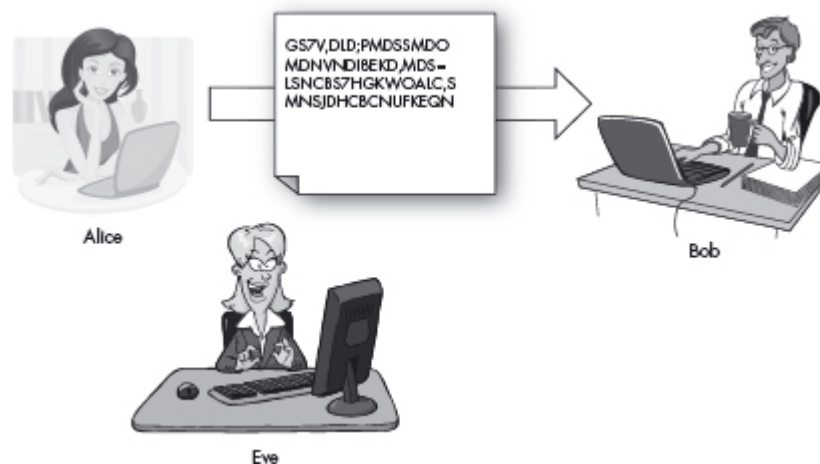 GS7V,DLD;PMDSSMDO
MDNVNDIBEKD,MDS=
LSNCBS7HGKWOALC,S
MNSJDHCBCNUFKEQN
Alice
Bob
Eve